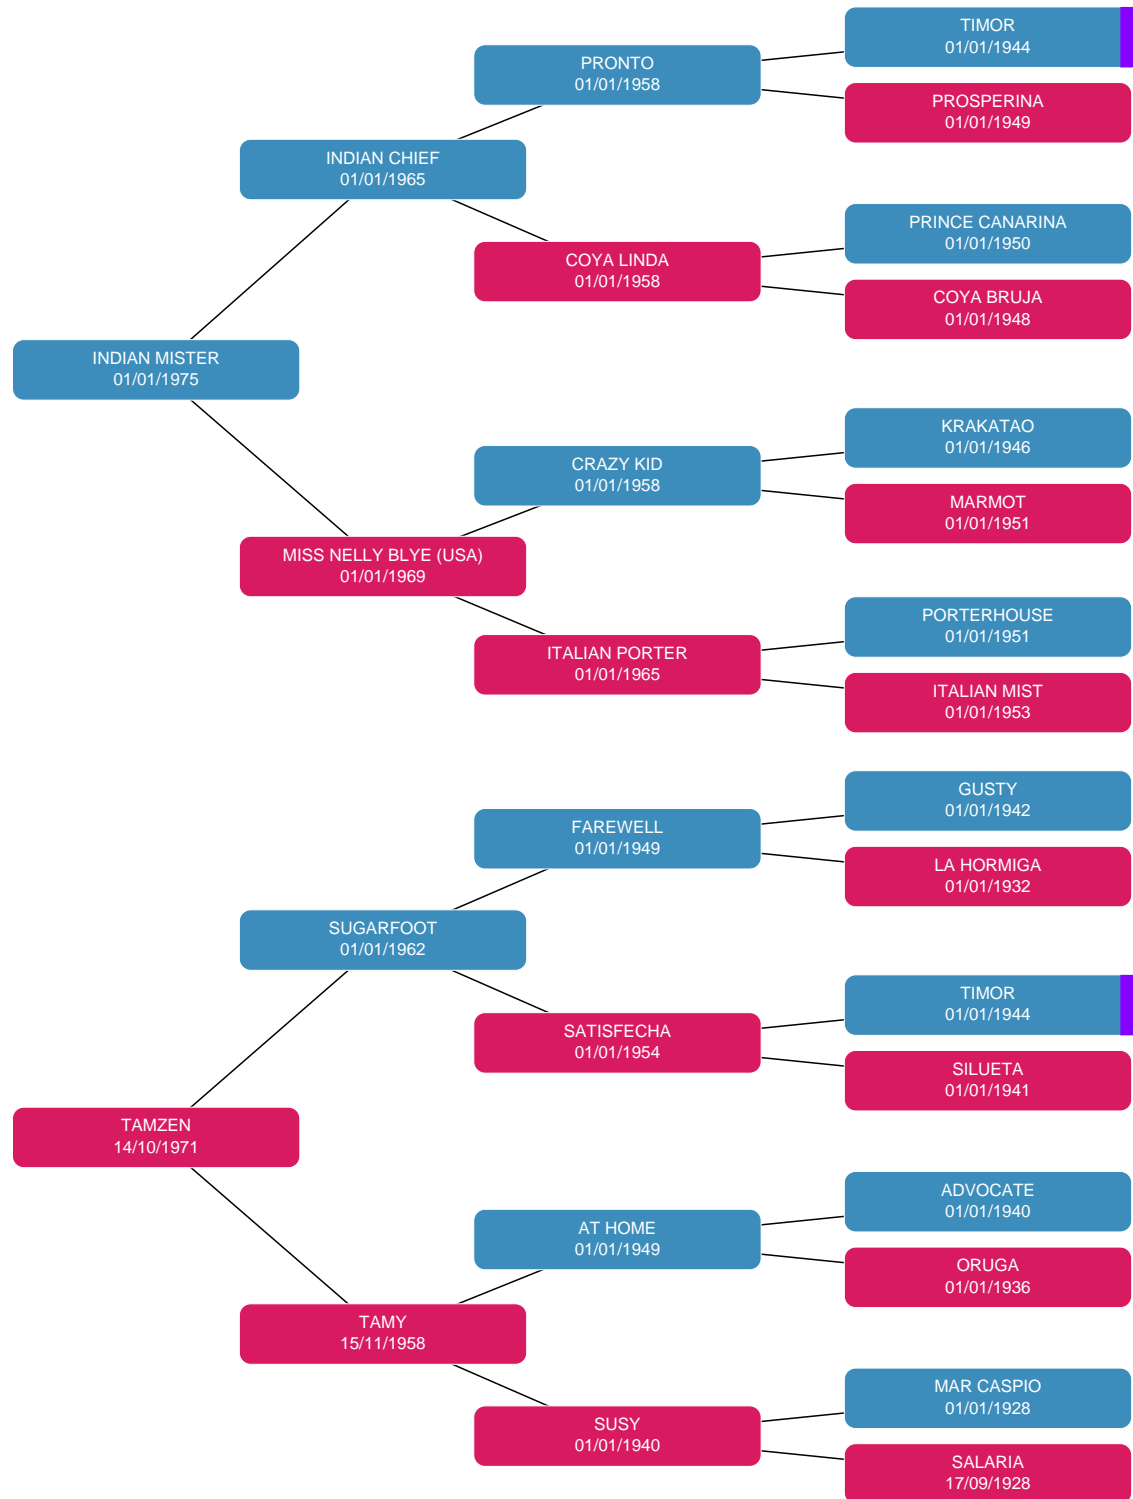 TIMOR
01/01/1944
PRONTO
01/01/1958
PROSPERINA
01/01/1949
INDIAN CHIEF
01/01/1965
PRINCE CANARINA
01/01/1950
COYA LINDA
01/01/1958
COYA BRUJA
01/01/1948
INDIAN MISTER
01/01/1975
KRAKATAO
01/01/1946
CRAZY KID
01/01/1958
MARMOT
01/01/1951
MISS NELLY BLYE (USA)
01/01/1969
PORTERHOUSE
01/01/1951
ITALIAN PORTER
01/01/1965
ITALIAN MIST
01/01/1953
GUSTY
01/01/1942
FAREWELL
01/01/1949
LA HORMIGA
01/01/1932
SUGARFOOT
01/01/1962
TIMOR
01/01/1944
SATISFECHA
01/01/1954
SILUETA
01/01/1941
TAMZEN
14/10/1971
ADVOCATE
01/01/1940
AT HOME
01/01/1949
ORUGA
01/01/1936
TAMY
15/11/1958
MAR CASPIO
01/01/1928
SUSY
01/01/1940
SALARIA
17/09/1928